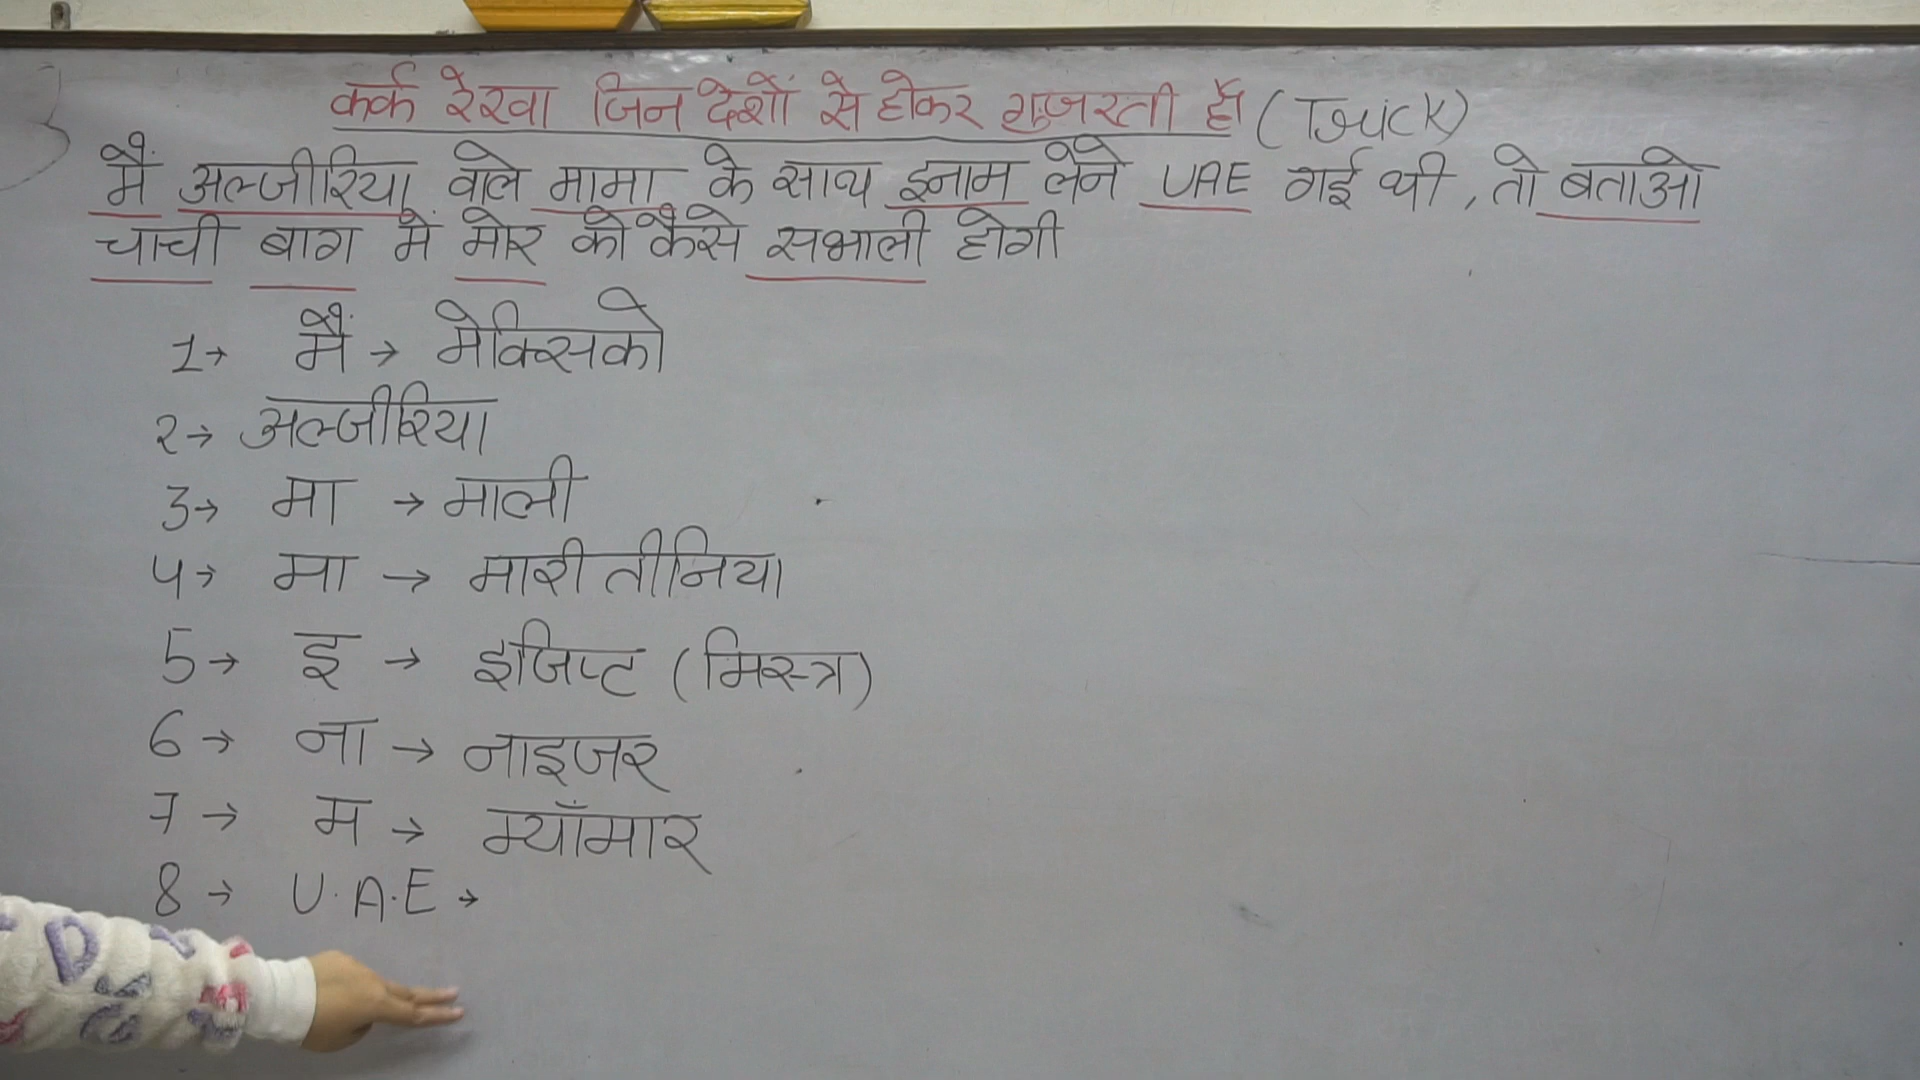 कर्क रेखा जिन देशों से होकर गुजरती है (Trick)
मैं अल्जीरिया वाले मामा के साथ इनाम लेने UAE गई थी, तो बताओ
चाची बाग में मोर को कैसे सभाली होगी
1→ मैं → मेक्सिको
2→ अल्जीरिया
3→ मा → माली
4→ मा → मारीतीनिया
5→ इ → इजिप्ट (मिस्त्र)
6→ ना → नाइजर
7→ म → म्याँमार
8→ U.A.E →